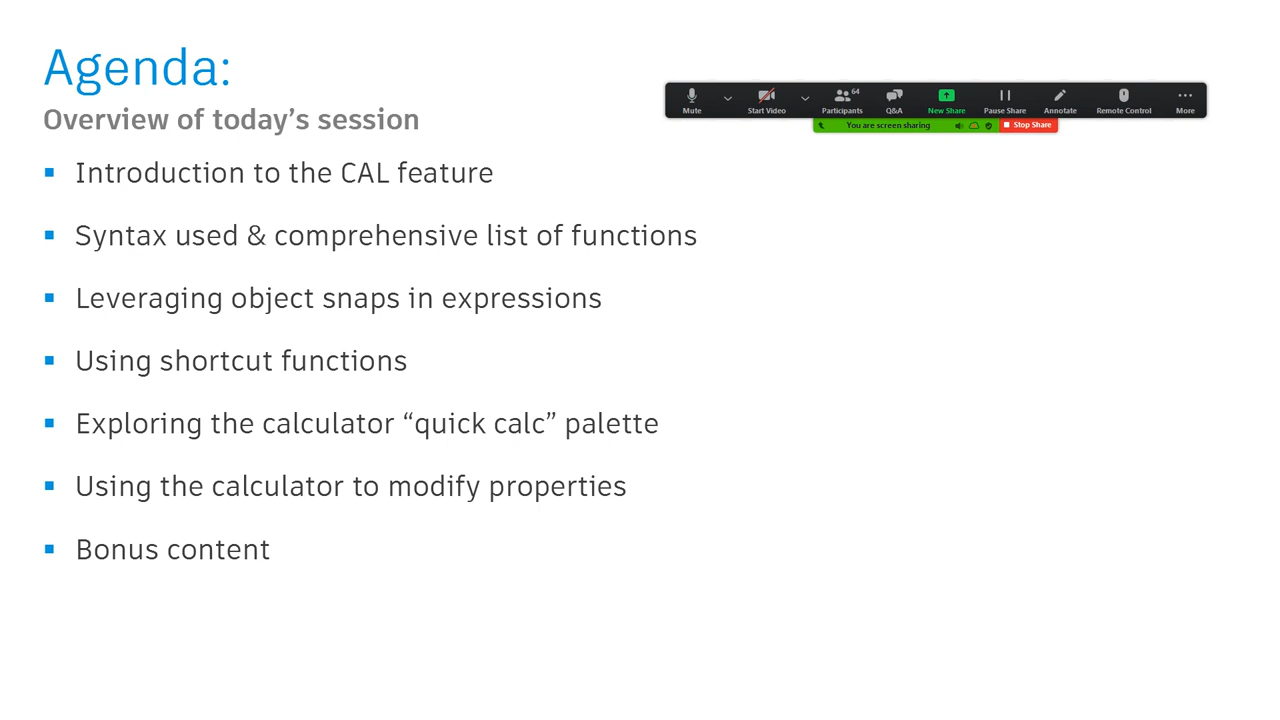 Agenda:
Overview of today’s session
64
Mute Start Video Participants Q&A New Share Pause Share Annotate Remote Control More
You are screen sharing Stop Share
▪ Introduction to the CAL feature
▪ Syntax used & comprehensive list of functions
▪ Leveraging object snaps in expressions
▪ Using shortcut functions
▪ Exploring the calculator “quick calc” palette
▪ Using the calculator to modify properties
▪ Bonus content